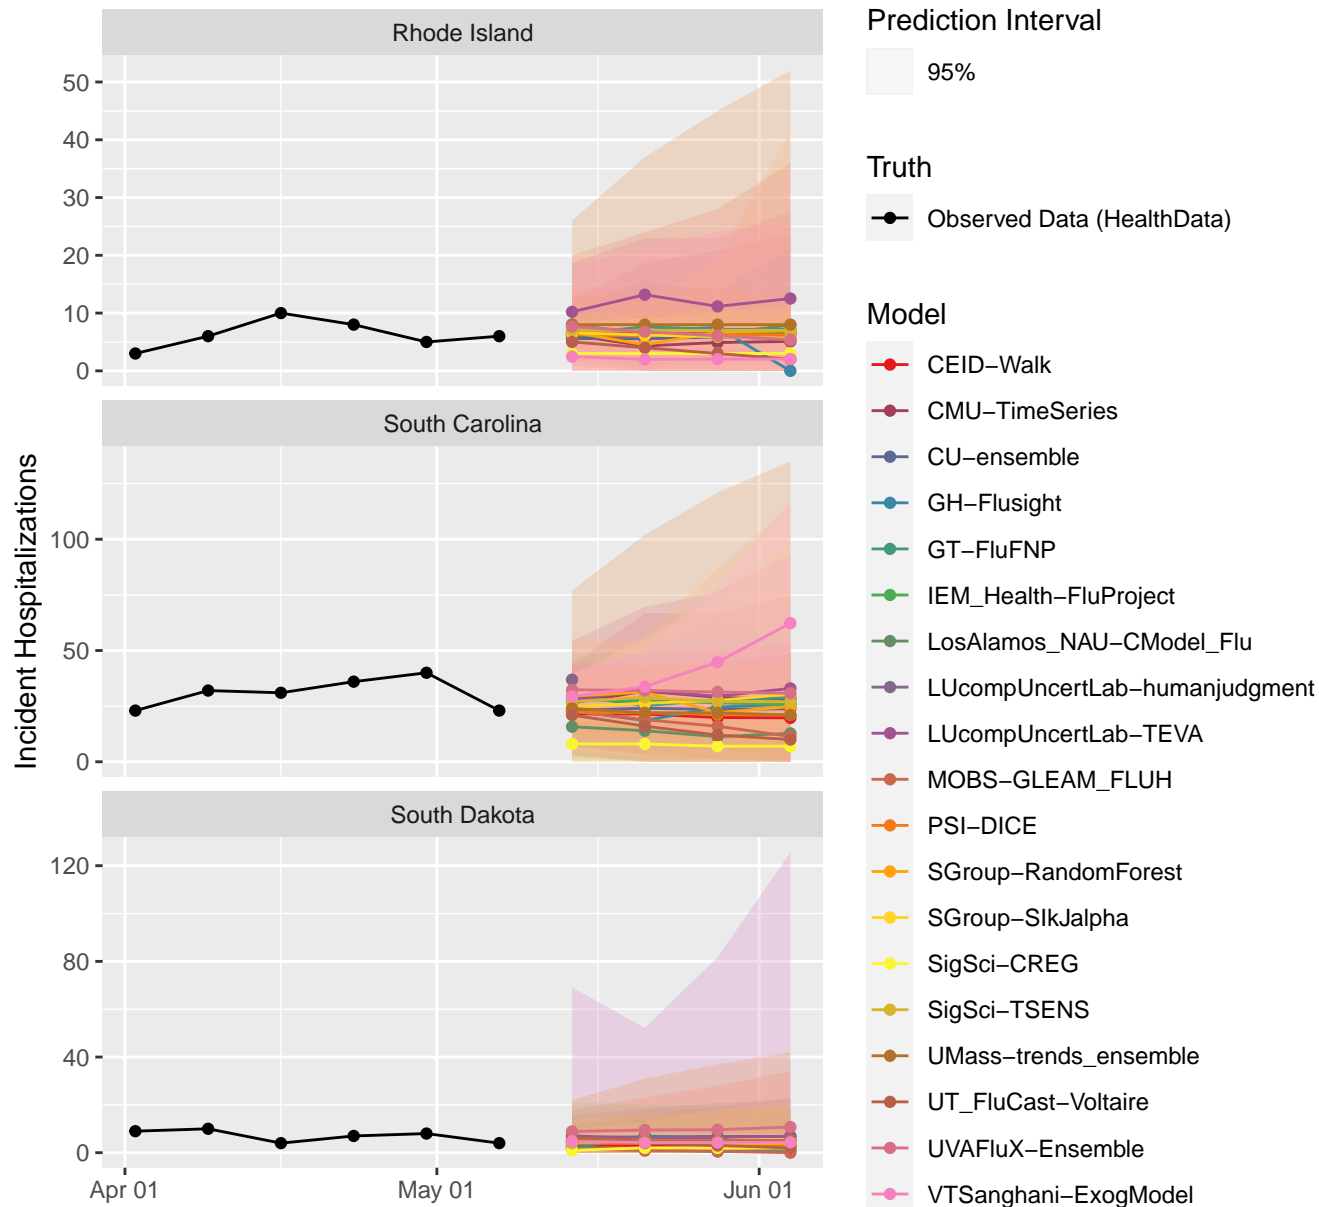 Rhode Island
50
40
30
20
10
0
South Carolina
100
50
0
South Dakota
120
80
40
0
Apr 01
May 01
Jun 01
Incident Hospitalizations
Prediction Interval
95%
Truth
Observed Data (HealthData)
Model
CEID−Walk
CMU−TimeSeries
CU−ensemble
GH−Flusight
GT−FluFNP
IEM_Health−FluProject
LosAlamos_NAU−CModel_Flu
LUcompUncertLab−humanjudgment
LUcompUncertLab−TEVA
MOBS−GLEAM_FLUH
PSI−DICE
SGroup−RandomForest
SGroup−SIkJalpha
SigSci−CREG
SigSci−TSENS
UMass−trends_ensemble
UT_FluCast−Voltaire
UVAFluX−Ensemble
VTSanghani−ExogModel